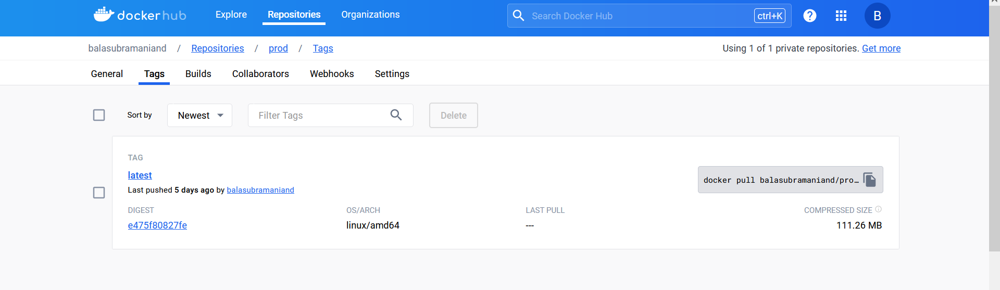 dockerhub Explore Repositories Organizations Search Docker Hub ctrl+K B
balasubramaniand / Repositories / prod / Tags Using 1 of 1 private repositories. Get more
General Tags Builds Collaborators Webhooks Settings
Sort by Newest Filter Tags Delete
TAG
latest
docker pull balasubramaniand/pro…
Last pushed 5 days ago by balasubramaniand
DIGEST OS/ARCH LAST PULL COMPRESSED SIZE
e475f80827fe linux/amd64 --- 111.26 MB